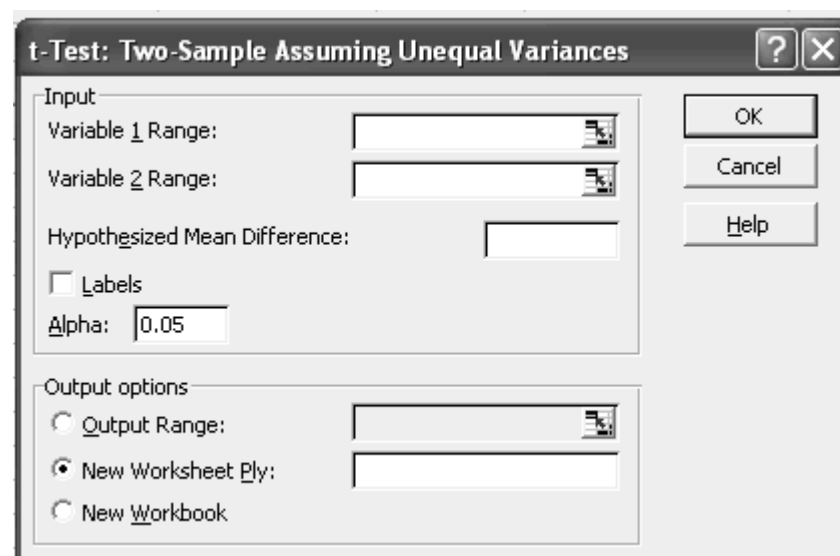 t-Test: Two-Sample Assuming Unequal Variances
Input
Variable 1 Range:
Variable 2 Range:
Hypothesized Mean Difference:
Labels
Alpha: 0.05
OK
Cancel
Help
Output options
Output Range:
New Worksheet Ply:
New Workbook